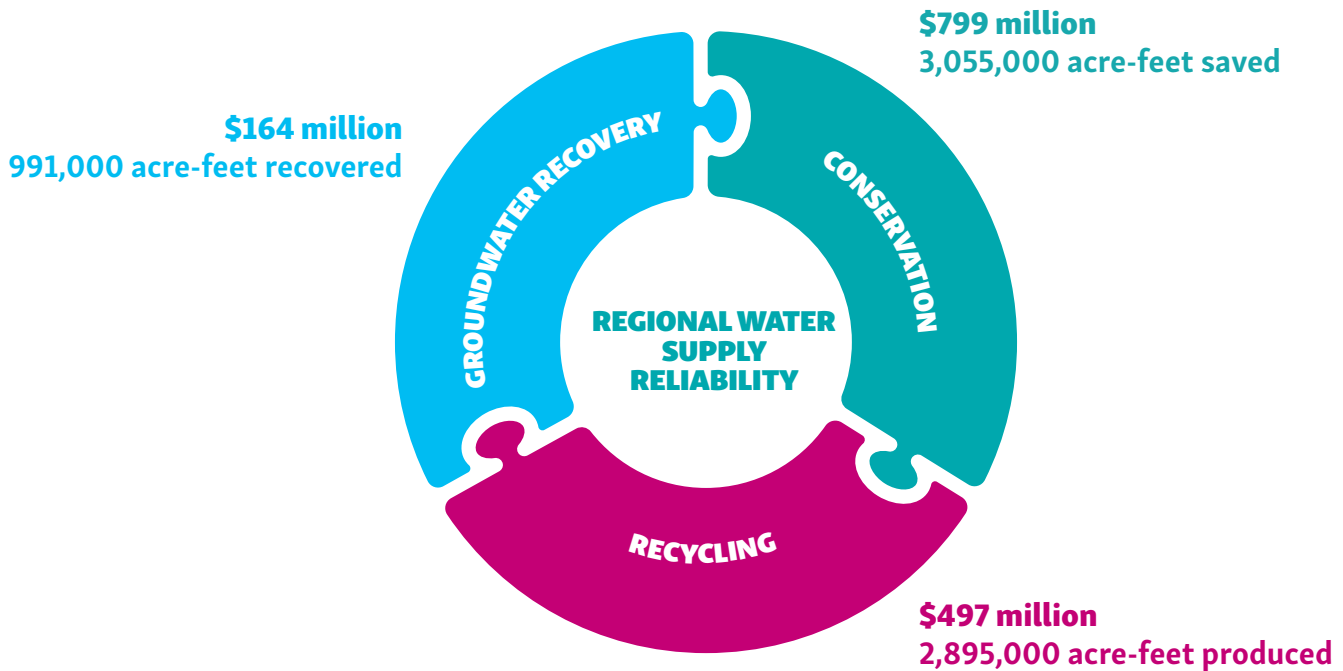 $799 million
3,055,000 acre-feet saved
$164 million
991,000 acre-feet recovered
GROUNDWATER RECOVERY
CONSERVATION
REGIONAL WATER
SUPPLY
RELIABILITY
RECYCLING
$497 million
2,895,000 acre-feet produced